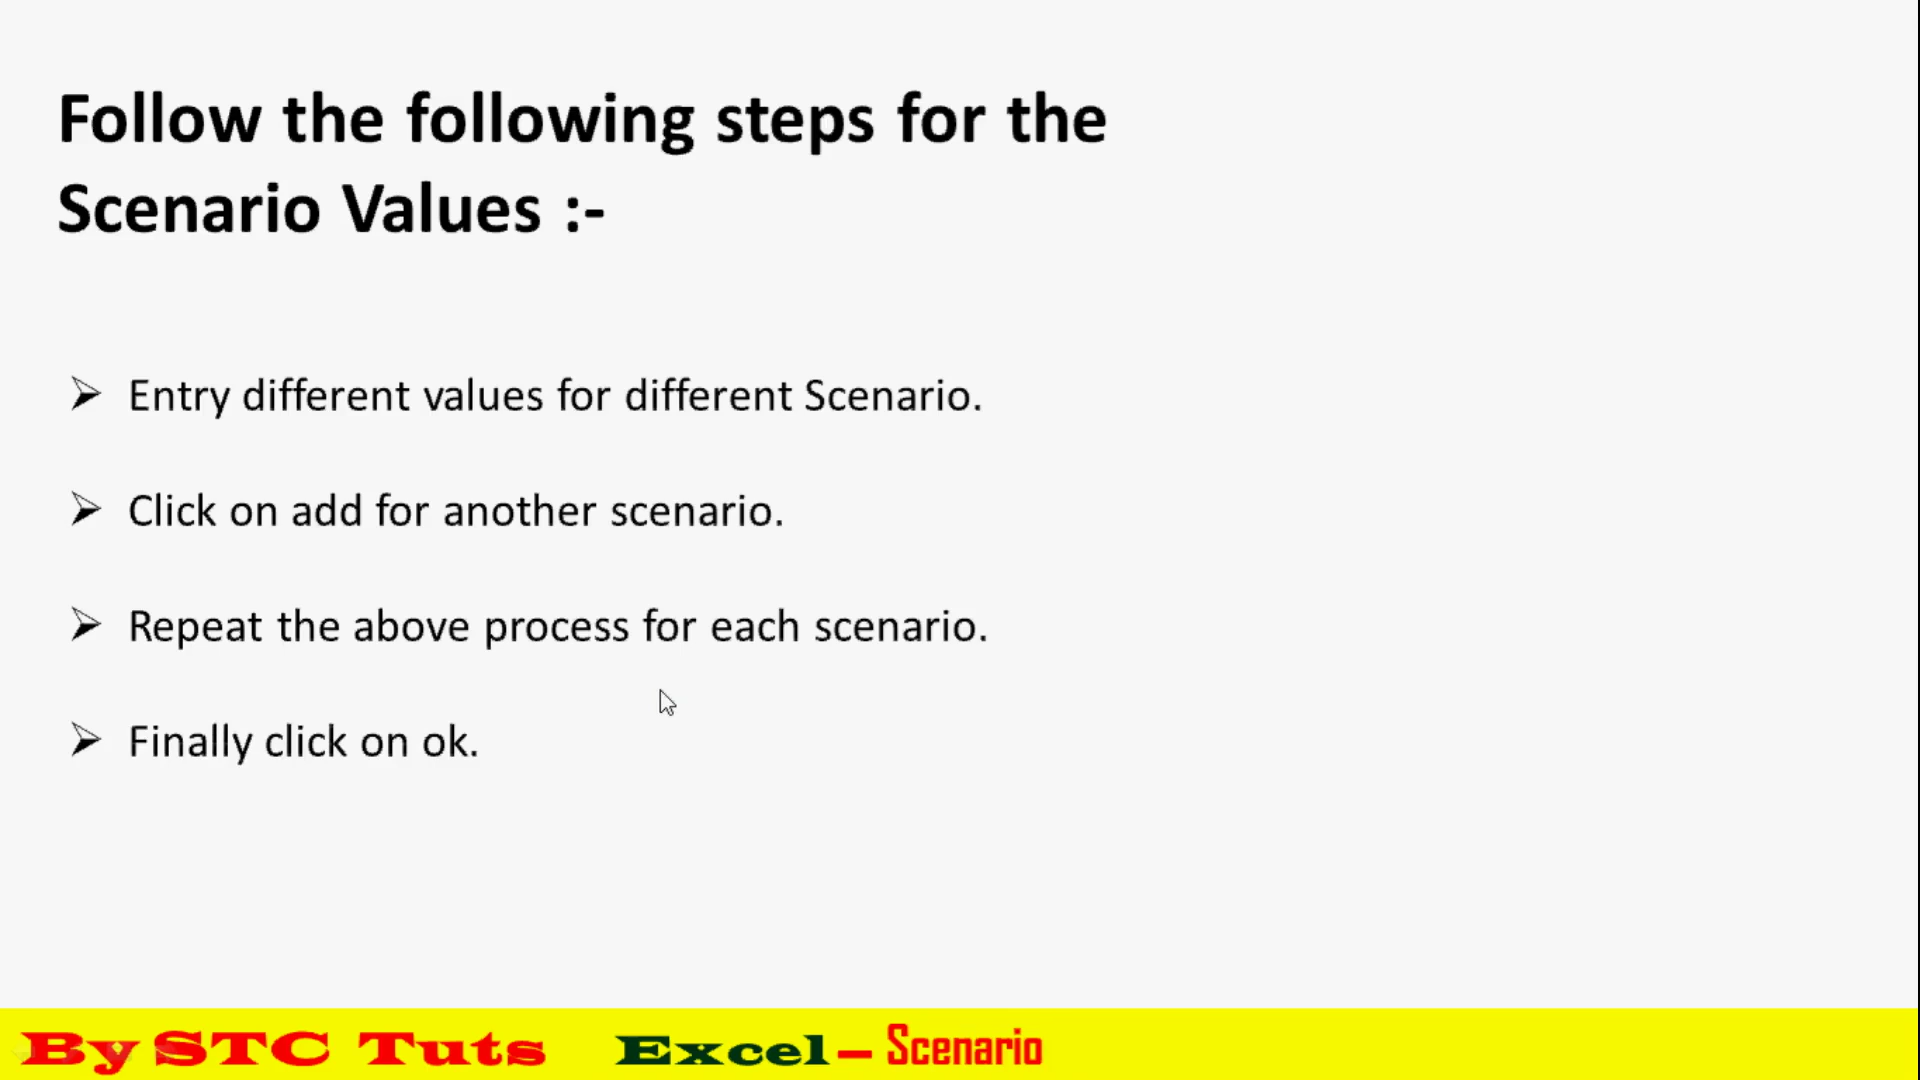 Follow the following steps for the
Scenario Values :-
➢ Entry different values for different Scenario.
➢ Click on add for another scenario.
➢ Repeat the above process for each scenario.
➢ Finally click on ok.
By STC Tuts Excel – Scenario